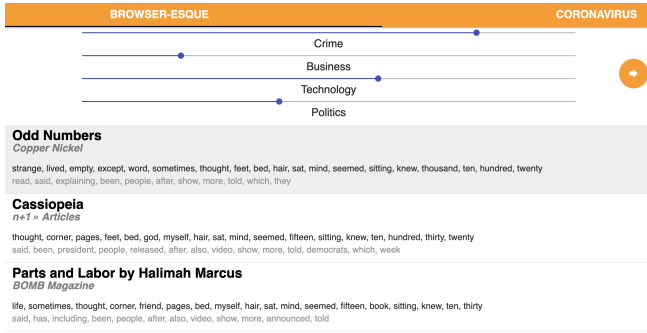 BROWSER-ESQUE
CORONAVIRUS
Crime
Business
Technology
Politics
Odd Numbers
Copper Nickel
strange, lived, empty, except, word, sometimes, thought, feet, bed, hair, sat, mind, seemed, sitting, knew, thousand, ten, hundred, twenty
read, said, explaining, been, people, after, show, more, told, which, they
Cassiopeia
n+1 » Articles
thought, corner, pages, feet, bed, god, myself, hair, sat, mind, seemed, fifteen, sitting, knew, ten, hundred, thirty, twenty
said, been, president, people, released, after, also, video, show, more, told, democrats, which, week
Parts and Labor by Halimah Marcus
BOMB Magazine
life, sometimes, thought, corner, friend, pages, bed, myself, hair, sat, mind, seemed, fifteen, book, sitting, knew, ten, thirty
said, has, including, been, people, after, also, video, show, more, announced, told